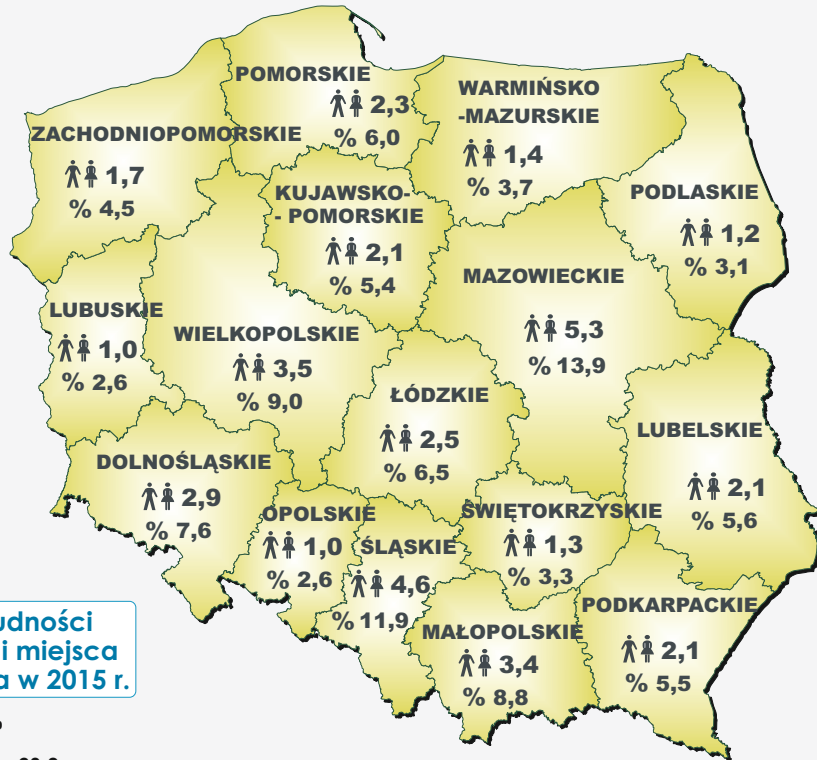 POMORSKIE
2,3
% 6,0
WARMIŃSKO
-MAZURSKIE
1,4
% 3,7
ZACHODNIOPOMORSKIE
1,7
% 4,5
KUJAWSKO-
- POMORSKIE
2,1
% 5,4
PODLASKIE
1,2
% 3,1
MAZOWIECKIE
5,3
% 13,9
LUBUSKIE
1,0
% 2,6
WIELKOPOLSKIE
3,5
% 9,0
ŁÓDZKIE
2,5
% 6,5
LUBELSKIE
2,1
% 5,6
DOLNOŚLĄSKIE
2,9
% 7,6
OPOLSKIE
1,0
% 2,6
ŚLĄSKIE
4,6
% 11,9
ŚWIĘTOKRZYSKIE
1,3
% 3,3
MAŁOPOLSKIE
3,4
% 8,8
PODKARPACKIE
2,1
% 5,5
udności
i miejsca
a w 2015 r.